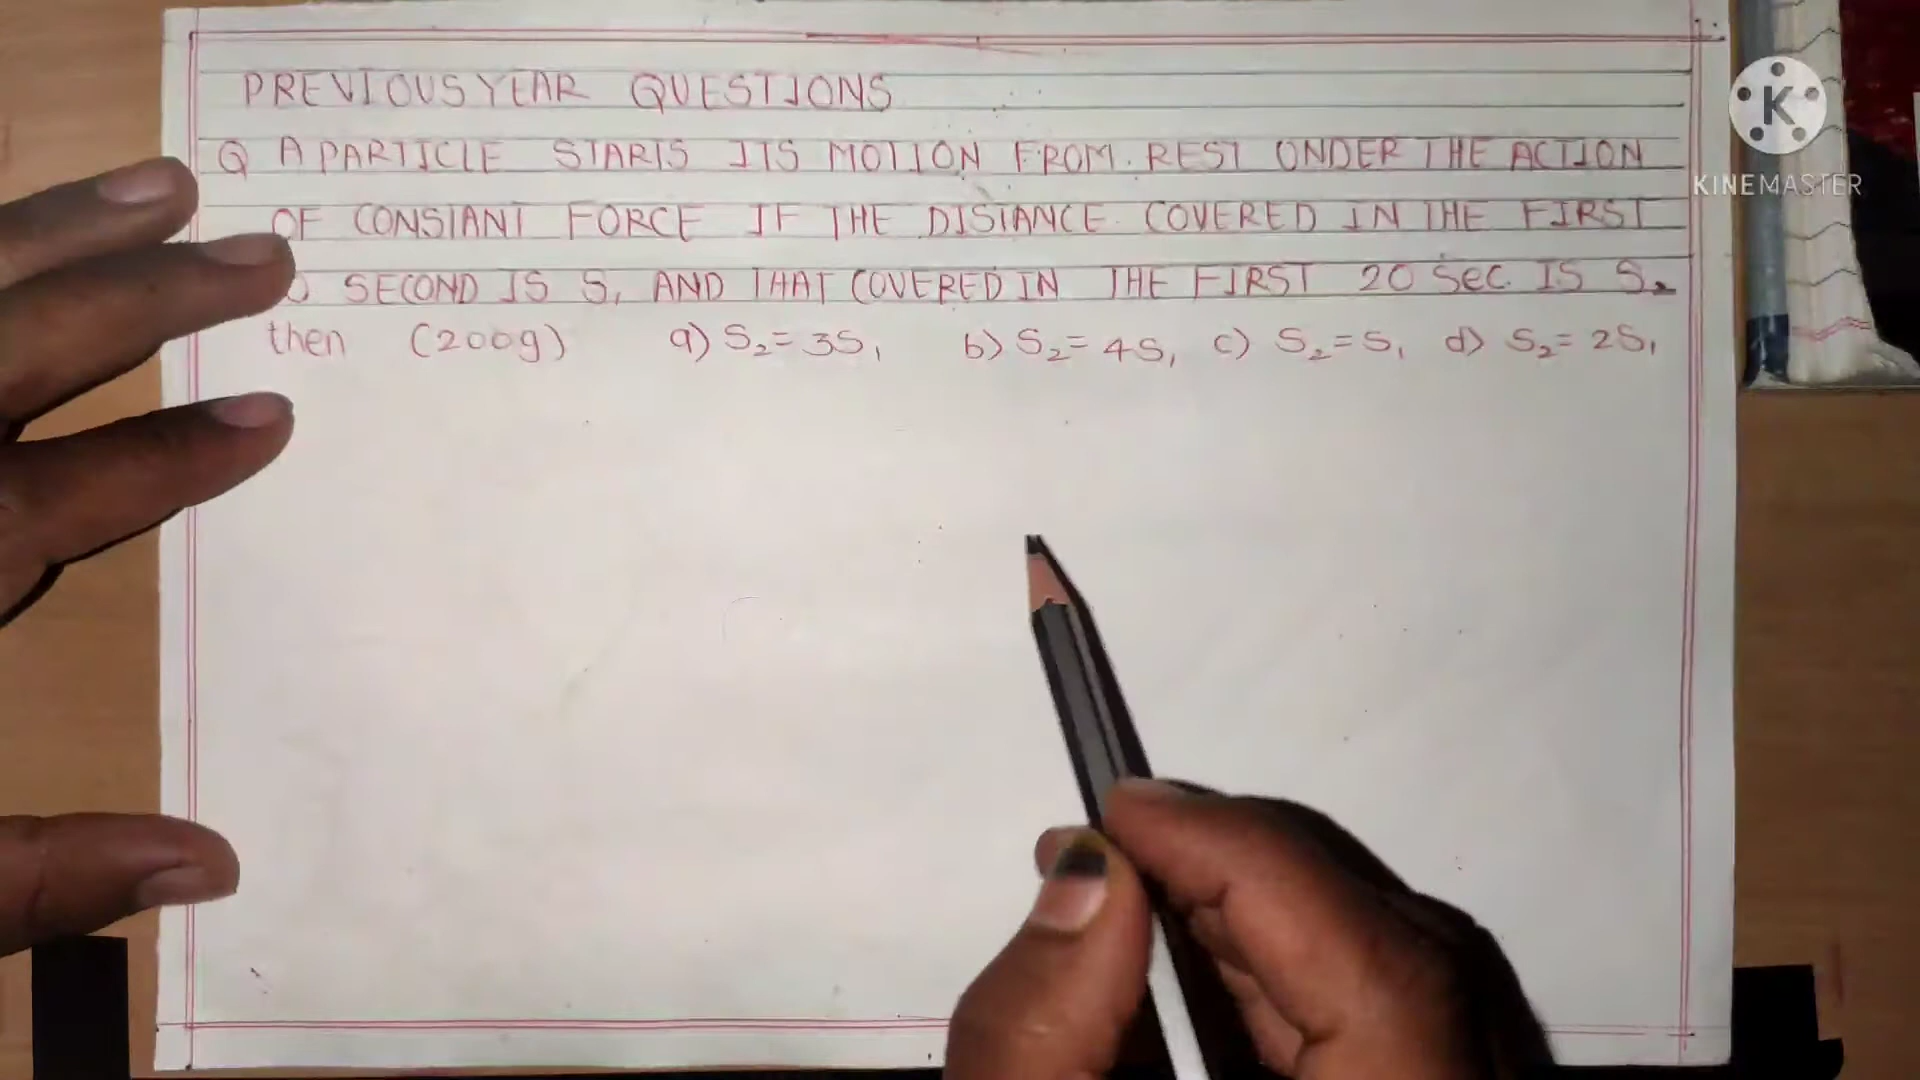 PREVIOUS YEAR QUESTIONS
Q A PARTICLE STARTS ITS MOTION FROM REST UNDER THE ACTION
OF CONSTANT FORCE IF THE DISTANCE COVERED IN THE FIRST
SECOND IS S₁ AND THAT COVERED IN THE FIRST 20 Sec. IS S₂
then (2009) a) S₂ = 3S₁ b) S₂ = 4S₁ c) S₂ = S₁ d) S₂ = 2S₁
K
KINEMASTER